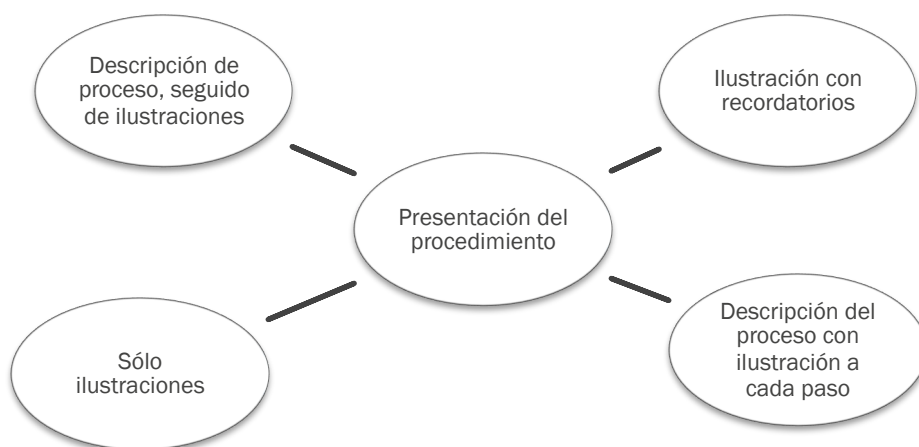 Descripción de
proceso, seguido
de ilustraciones
Ilustración con
recordatorios
Presentación del
procedimiento
Sólo
ilustraciones
Descripción del
proceso con
ilustración a
cada paso